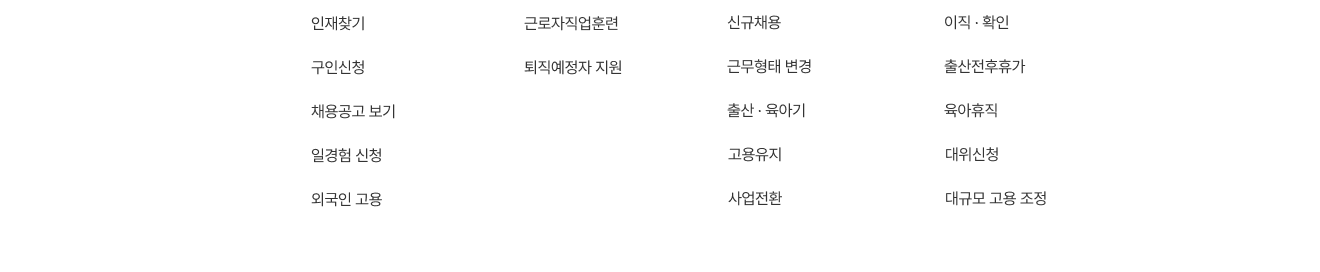 인재찾기
구인신청
채용공고 보기
일경험 신청
외국인 고용
근로자직업훈련
퇴직예정자 지원
신규채용
근무형태 변경
출산 · 육아기
고용유지
사업전환
이직 · 확인
출산전후휴가
육아휴직
대위신청
대규모 고용 조정